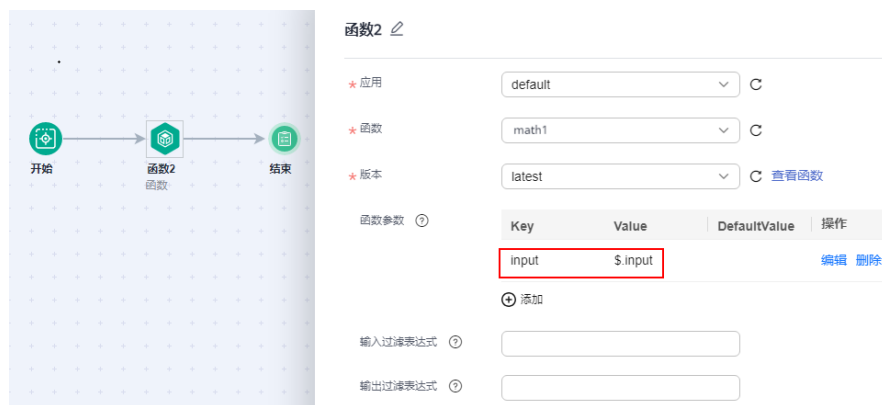 函数2
应用
default
函数
math1
版本
latest
查看函数
函数参数
Key Value DefaultValue 操作
input $.input 编辑 删除
添加
输入过滤表达式
输出过滤表达式
开始
函数2
函数
结束